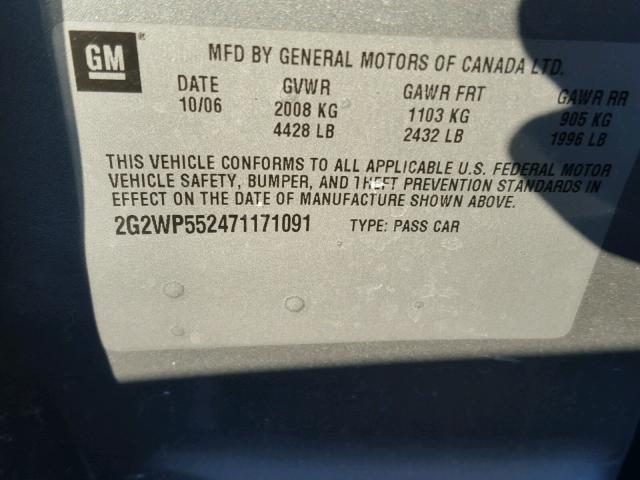 GM
MFD BY GENERAL MOTORS OF CANADA LTD.
DATE GVWR GAWR FRT GAWR RR
10/06 2008 KG 1103 KG 905 KG
4428 LB 2432 LB 1996 LB
THIS VEHICLE CONFORMS TO ALL APPLICABLE U.S. FEDERAL MOTOR
VEHICLE SAFETY, BUMPER, AND THEFT PREVENTION STANDARDS IN
EFFECT ON THE DATE OF MANUFACTURE SHOWN ABOVE.
2G2WP552471171091 TYPE: PASS CAR